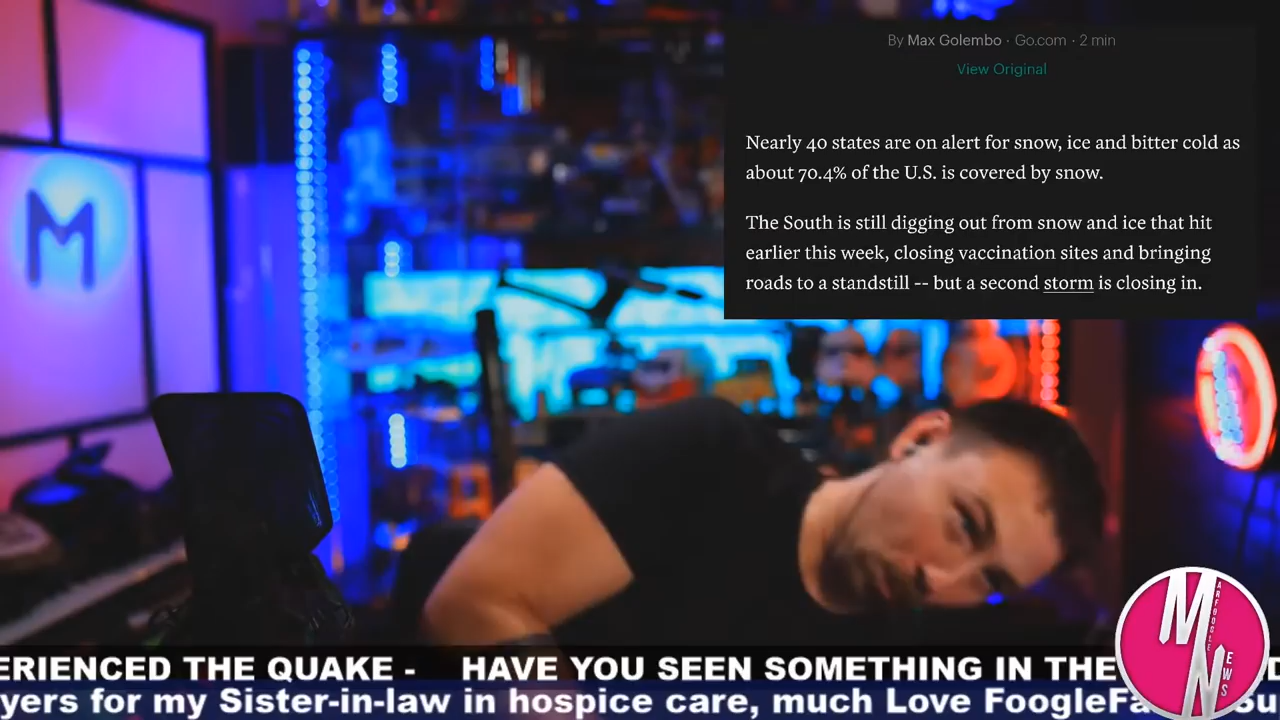 By Max Golembo · Go.com · 2 min
View Original
Nearly 40 states are on alert for snow, ice and bitter cold as
about 70.4% of the U.S. is covered by snow.
The South is still digging out from snow and ice that hit
earlier this week, closing vaccination sites and bringing
roads to a standstill -- but a second storm is closing in.
M
MARFOOGLE
NEWS
ERIENCED THE QUAKE - HAVE YOU SEEN SOMETHING IN THE
yers for my Sister-in-law in hospice care, much Love FoogleFa